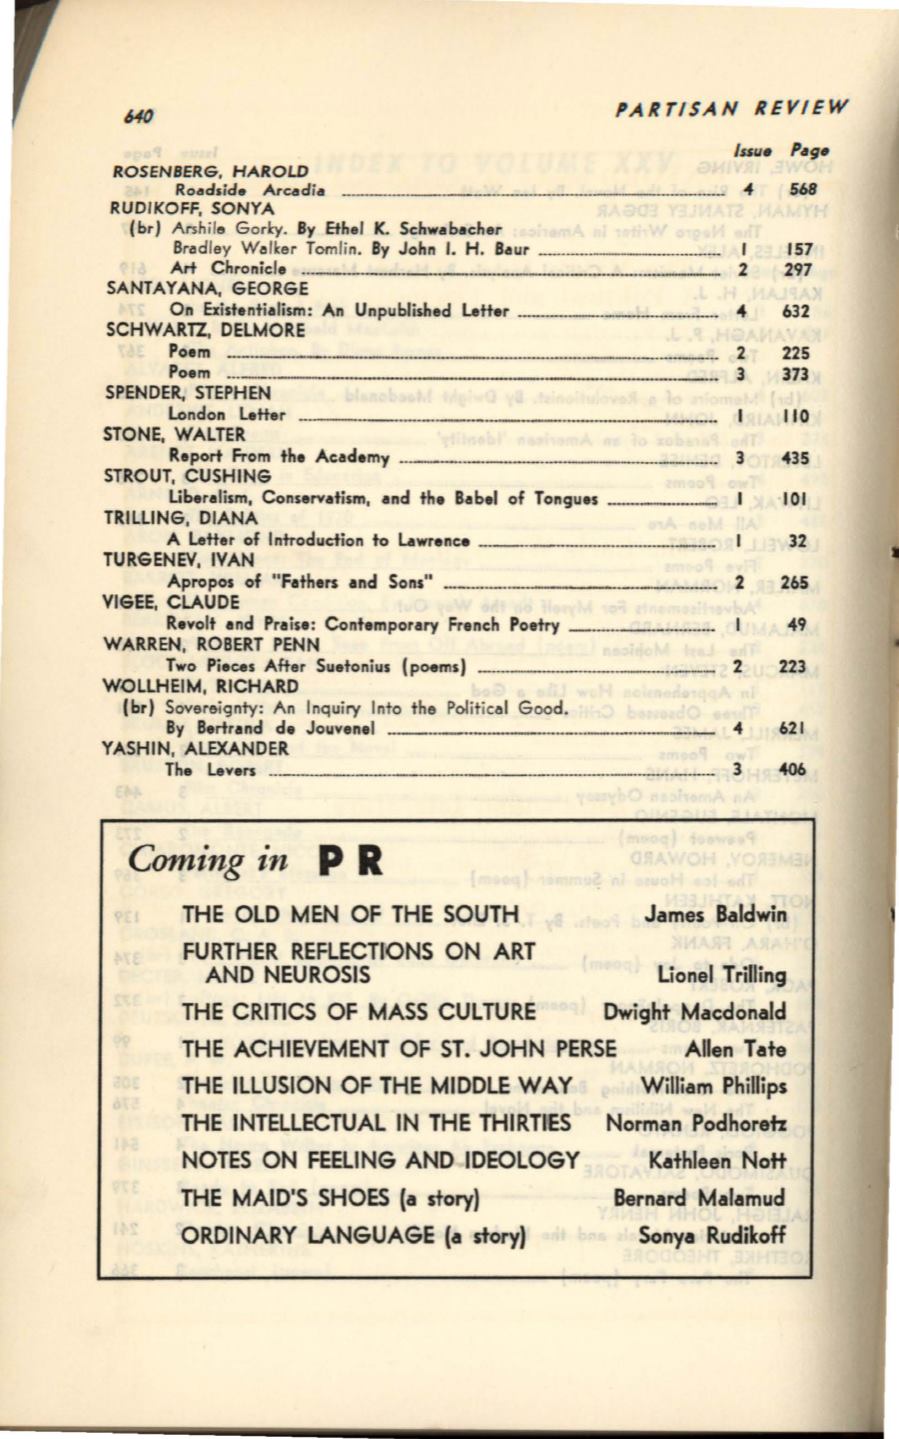 640
PARTISAN REVIEW
Issue Page
ROSENBERG, HAROLD
Roadside Arcadia 4 568
RUDIKOFF, SONYA
(br) Arshile Gorky. By Ethel K. Schwabacher
Bradley Walker Tomlin. By John I. H. Baur 1 157
Art Chronicle 2 297
SANTAYANA, GEORGE
On Existentialism: An Unpublished Letter 4 632
SCHWARTZ, DELMORE
Poem 2 225
Poem 3 373
SPENDER, STEPHEN
London Letter 1 110
STONE, WALTER
Report From the Academy 3 435
STROUT, CUSHING
Liberalism, Conservatism, and the Babel of Tongues 1 101
TRILLING, DIANA
A Letter of Introduction to Lawrence 1 32
TURGENEV, IVAN
Apropos of "Fathers and Sons" 2 265
VIGEE, CLAUDE
Revolt and Praise: Contemporary French Poetry 1 49
WARREN, ROBERT PENN
Two Pieces After Suetonius (poems) 2 223
WOLLHEIM, RICHARD
(br) Sovereignty: An Inquiry Into the Political Good.
By Bertrand de Jouvenel 4 621
YASHIN, ALEXANDER
The Levers 3 406
Coming in PR
THE OLD MEN OF THE SOUTH James Baldwin
FURTHER REFLECTIONS ON ART
AND NEUROSIS Lionel Trilling
THE CRITICS OF MASS CULTURE Dwight Macdonald
THE ACHIEVEMENT OF ST. JOHN PERSE Allen Tate
THE ILLUSION OF THE MIDDLE WAY William Phillips
THE INTELLECTUAL IN THE THIRTIES Norman Podhoretz
NOTES ON FEELING AND IDEOLOGY Kathleen Nott
THE MAID'S SHOES (a story) Bernard Malamud
ORDINARY LANGUAGE (a story) Sonya Rudikoff